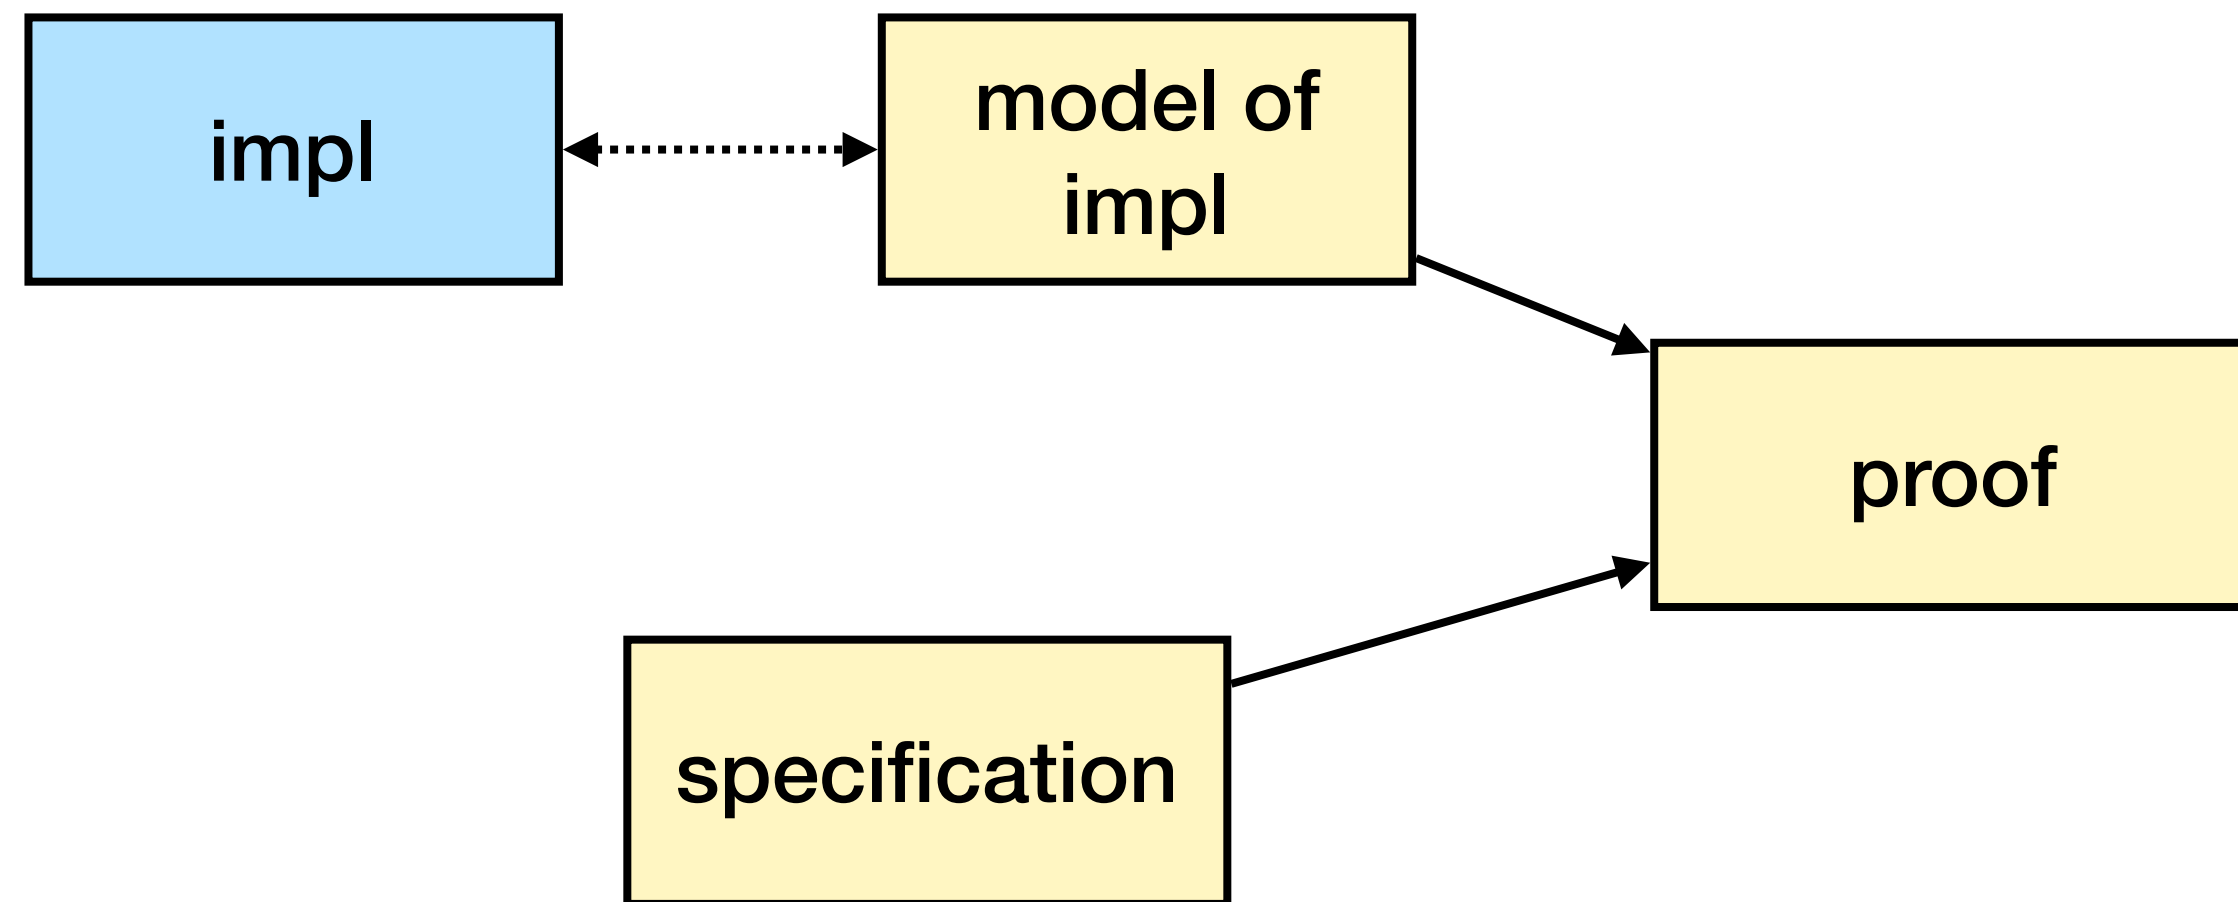 impl
model of
impl
proof
specification